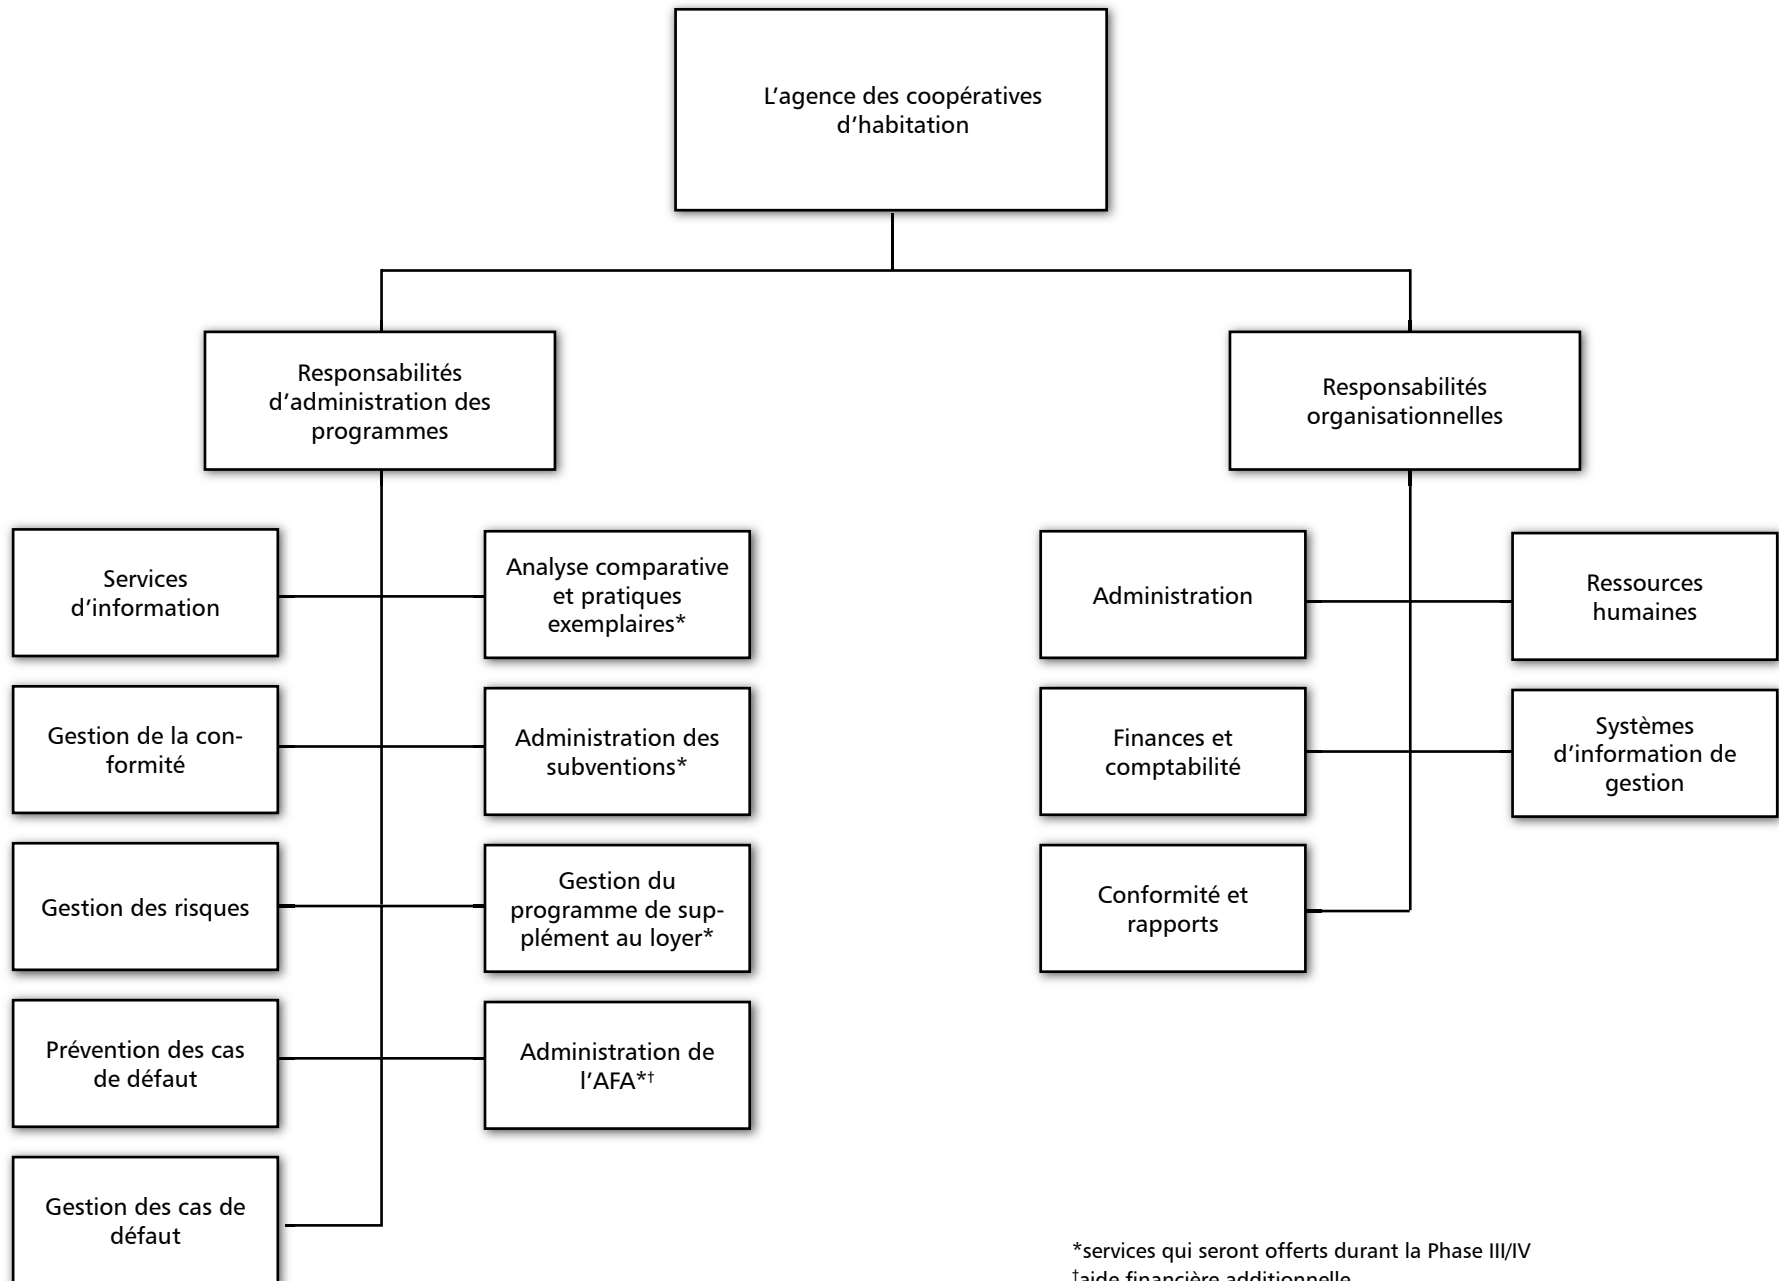 L'agence des coopératives
d'habitation
Responsabilités
d'administration des
programmes
Responsabilités
organisationnelles
Services
d'information
Analyse comparative
et pratiques
exemplaires*
Gestion de la con-
formité
Administration des
subventions*
Gestion des risques
Gestion du
programme de sup-
plément au loyer*
Prévention des cas
de défaut
Administration de
l'AFA*†
Gestion des cas de
défaut
Administration
Ressources
humaines
Finances et
comptabilité
Systèmes
d'information de
gestion
Conformité et
rapports
*services qui seront offerts durant la Phase III/IV
†aide financière additionnelle